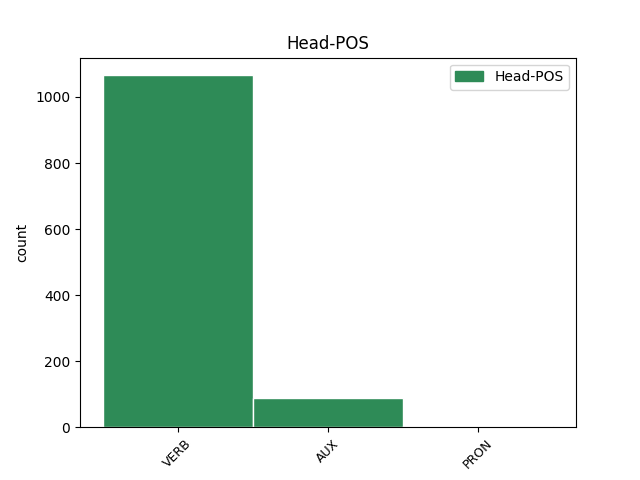 Head-POS
Head-POS
1000
800
600
400
200
0
count
VERB
AUX
PRON